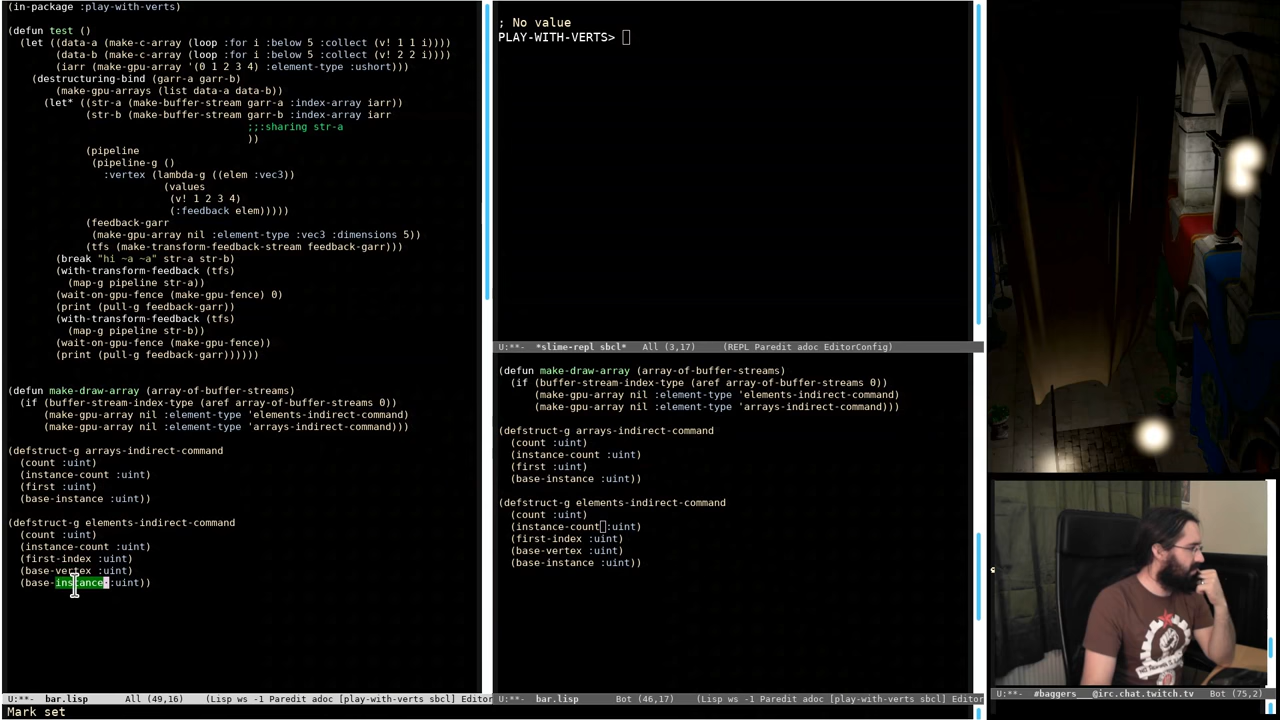 (in-package :play-with-verts)
(defun test ()
(let ((data-a (make-c-array (loop :for i :below 5 :collect (v! 1 1 i))))
(data-b (make-c-array (loop :for i :below 5 :collect (v! 2 2 i))))
(iarr (make-gpu-array '(0 1 2 3 4) :element-type :ushort)))
(destructuring-bind (garr-a garr-b)
(make-gpu-arrays (list data-a data-b))
(let* ((str-a (make-buffer-stream garr-a :index-array iarr))
(str-b (make-buffer-stream garr-b :index-array iarr
;;:sharing str-a
))
(pipeline
(pipeline-g ()
:vertex (lambda-g ((elem :vec3))
(values
(v! 1 2 3 4)
(:feedback elem)))))
(feedback-garr
(make-gpu-array nil :element-type :vec3 :dimensions 5))
(tfs (make-transform-feedback-stream feedback-garr)))
(break "hi ~a ~a" str-a str-b)
(with-transform-feedback (tfs)
(map-g pipeline str-a))
(wait-on-gpu-fence (make-gpu-fence) 0)
(print (pull-g feedback-garr))
(with-transform-feedback (tfs)
(map-g pipeline str-b))
(wait-on-gpu-fence (make-gpu-fence))
(print (pull-g feedback-garr))))))
(defun make-draw-array (array-of-buffer-streams)
(if (buffer-stream-index-type (aref array-of-buffer-streams 0))
(make-gpu-array nil :element-type 'elements-indirect-command)
(make-gpu-array nil :element-type 'arrays-indirect-command)))
(defstruct-g arrays-indirect-command
(count :uint)
(instance-count :uint)
(first :uint)
(base-instance :uint))
(defstruct-g elements-indirect-command
(count :uint)
(instance-count :uint)
(first-index :uint)
(base-vertex :uint)
(base-instance :uint))
U:**- bar.lisp All (49,16) (Lisp ws -1 Paredit adoc [play-with-verts sbcl] Editor
Mark set
; No value
PLAY-WITH-VERTS>
U:**- *slime-repl sbcl* All (3,17) (REPL Paredit adoc EditorConfig)
(defun make-draw-array (array-of-buffer-streams)
(if (buffer-stream-index-type (aref array-of-buffer-streams 0))
(make-gpu-array nil :element-type 'elements-indirect-command)
(make-gpu-array nil :element-type 'arrays-indirect-command)))
(defstruct-g arrays-indirect-command
(count :uint)
(instance-count :uint)
(first :uint)
(base-instance :uint))
(defstruct-g elements-indirect-command
(count :uint)
(instance-count :uint)
(first-index :uint)
(base-vertex :uint)
(base-instance :uint))
U:**- bar.lisp Bot (46,17) (Lisp ws -1 Paredit adoc [play-with-verts sbcl] Editor
U:**- #baggers___@irc.chat.twitch.tv Bot (75,2)